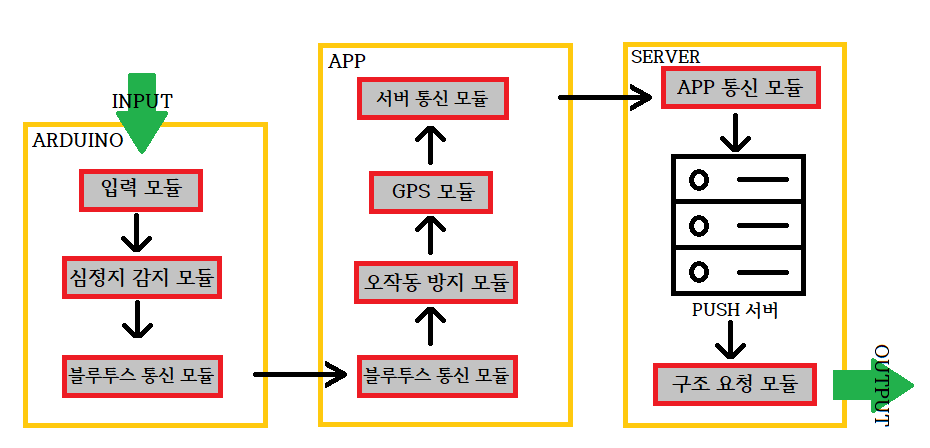 INPUT
ARDUINO
입력 모듈
심정지 감지 모듈
블루투스 통신 모듈
APP
서버 통신 모듈
GPS 모듈
오작동 방지 모듈
블루투스 통신 모듈
SERVER
APP 통신 모듈
PUSH 서버
구조 요청 모듈
OUTPUT